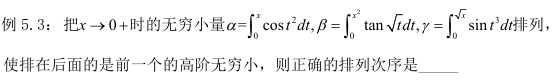 例 5.3：把x→0+时的无穷小量α=∫₀ˣcos t²dt, β=∫₀^{x²}tan√t dt, γ=∫₀^{√x}sin t³dt排列，
使排在后面的是前一个的高阶无穷小，则正确的排列次序是_____